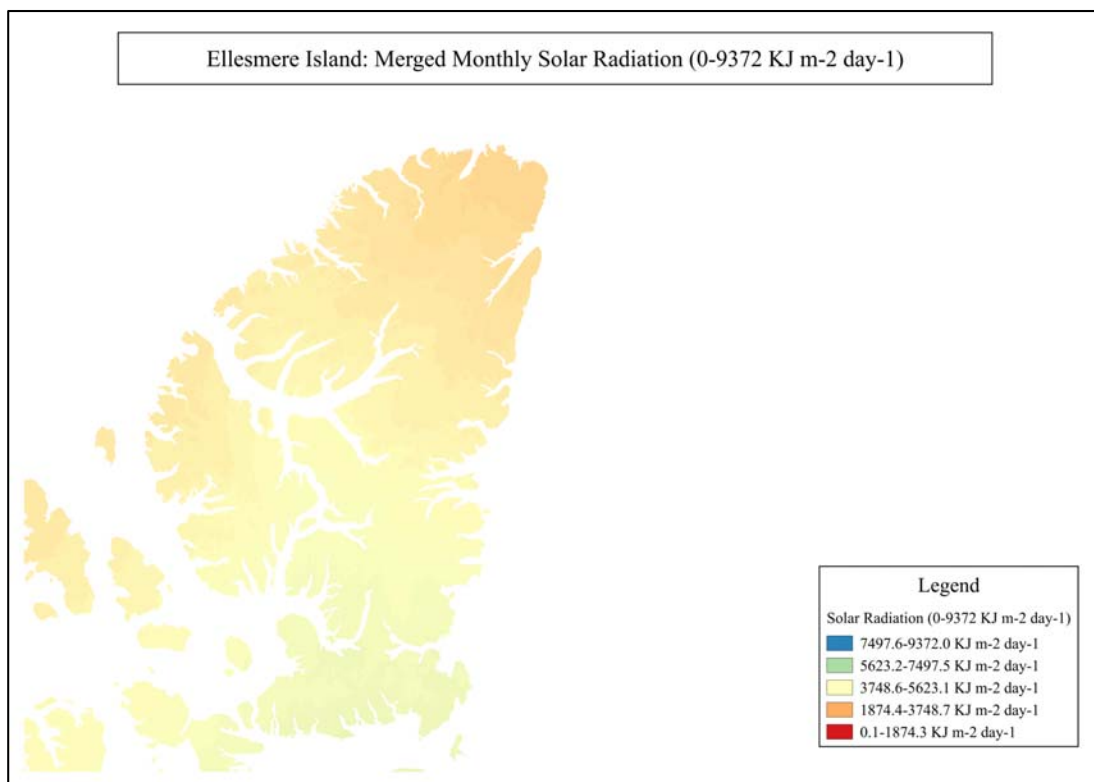 Ellesmere Island: Merged Monthly Solar Radiation (0-9372 KJ m-2 day-1)
Legend
Solar Radiation (0-9372 KJ m-2 day-1)
7497.6-9372.0 KJ m-2 day-1
5623.2-7497.5 KJ m-2 day-1
3748.6-5623.1 KJ m-2 day-1
1874.4-3748.7 KJ m-2 day-1
0.1-1874.3 KJ m-2 day-1